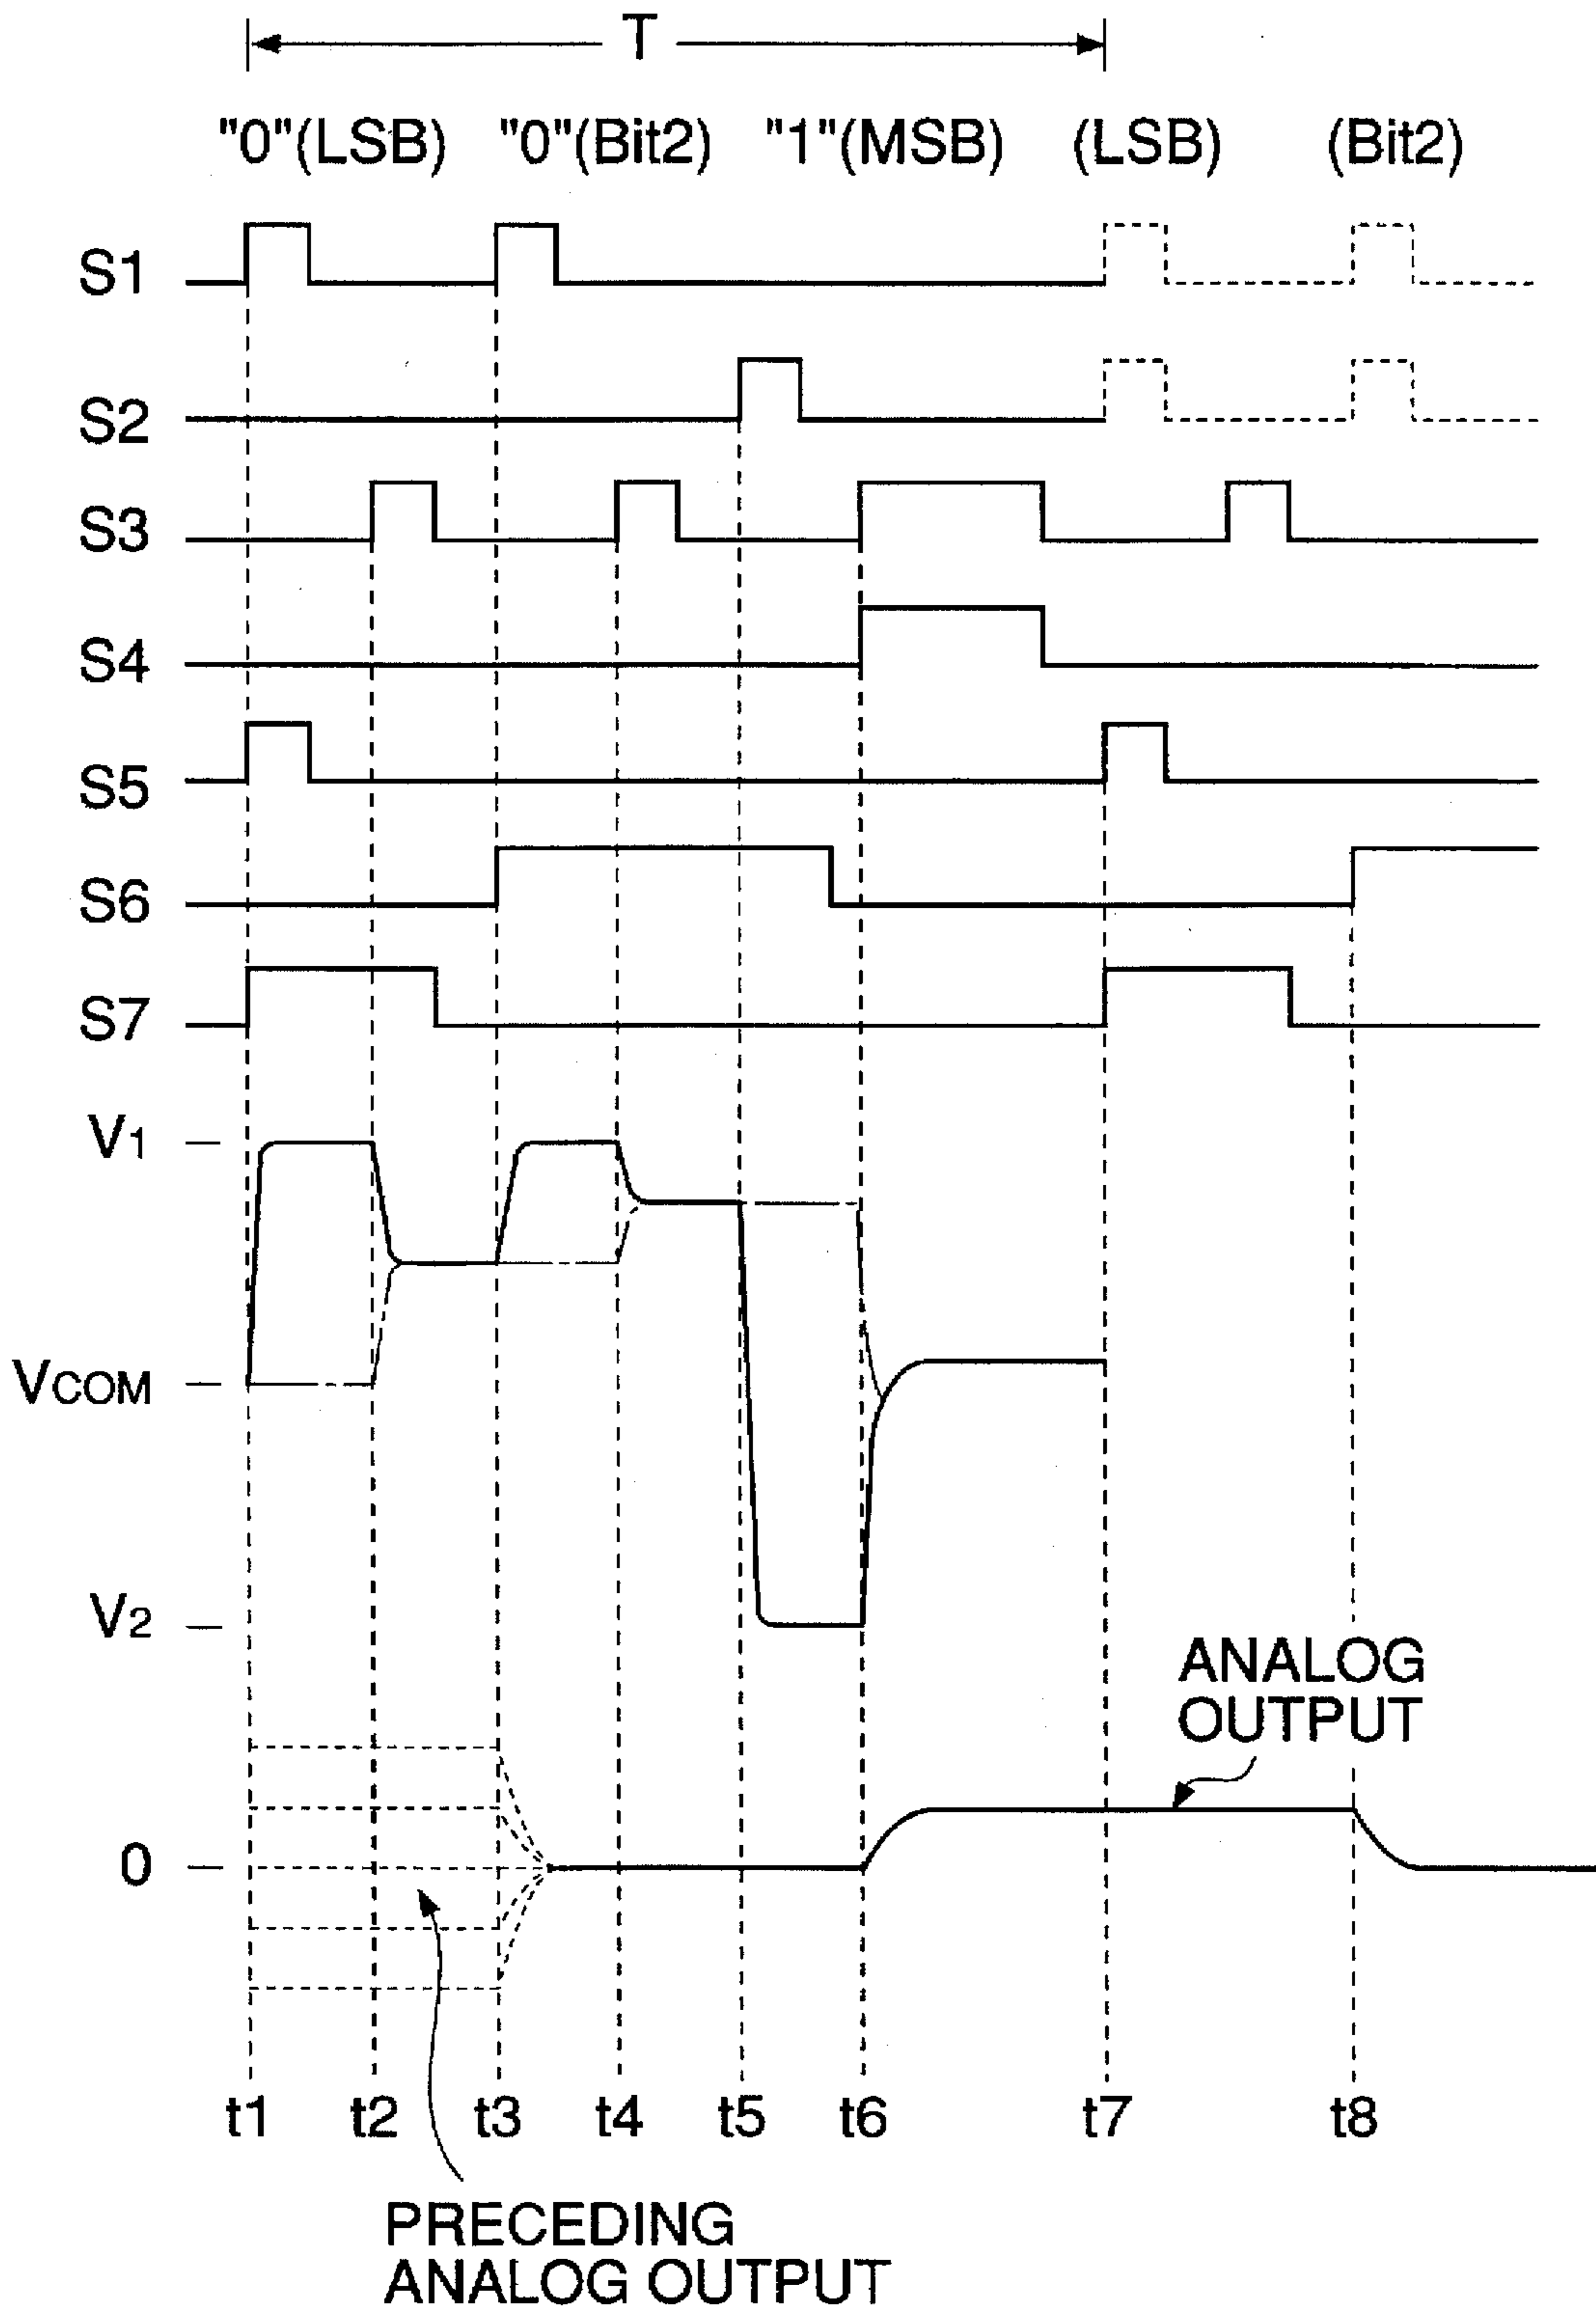 T
"0"(LSB) "0"(Bit2) "1"(MSB) (LSB) (Bit2)
S1
S2
S3
S4
S5
S6
S7
V1
VCOM
V2
ANALOG
OUTPUT
0
t1 t2 t3 t4 t5 t6 t7 t8
PRECEDING
ANALOG OUTPUT